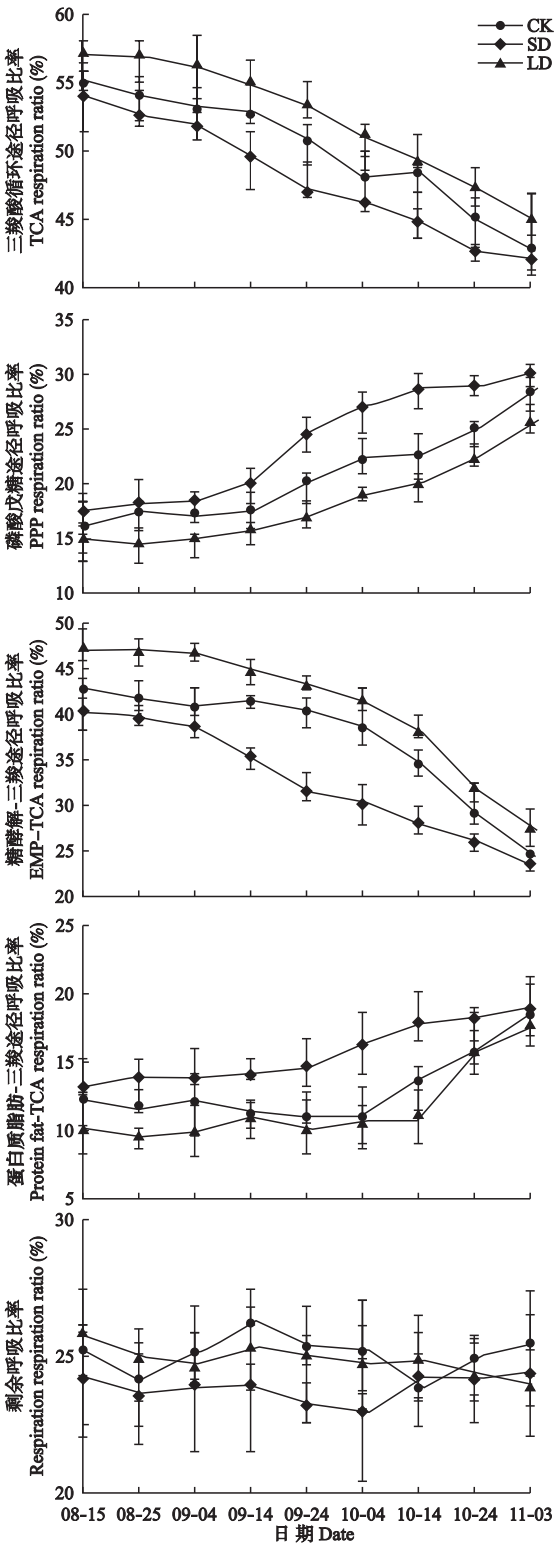 CK
SD
LD
三羧酸循环途径呼吸比率
TCA respiration ratio (%)
60
55
50
45
40
磷酸戊糖途径呼吸比率
PPP respiration ratio (%)
35
30
25
20
15
10
糖酵解-三羧途径呼吸比率
EMP-TCA respiration ratio (%)
50
45
40
35
30
25
20
蛋白质脂肪-三羧途径呼吸比率
Protein fat-TCA respiration ratio (%)
25
20
15
10
5
剩余呼吸比率
Respiration respiration ratio (%)
30
25
20
08-15 08-25 09-04 09-14 09-24 10-04 10-14 10-24 11-03
日 期 Date